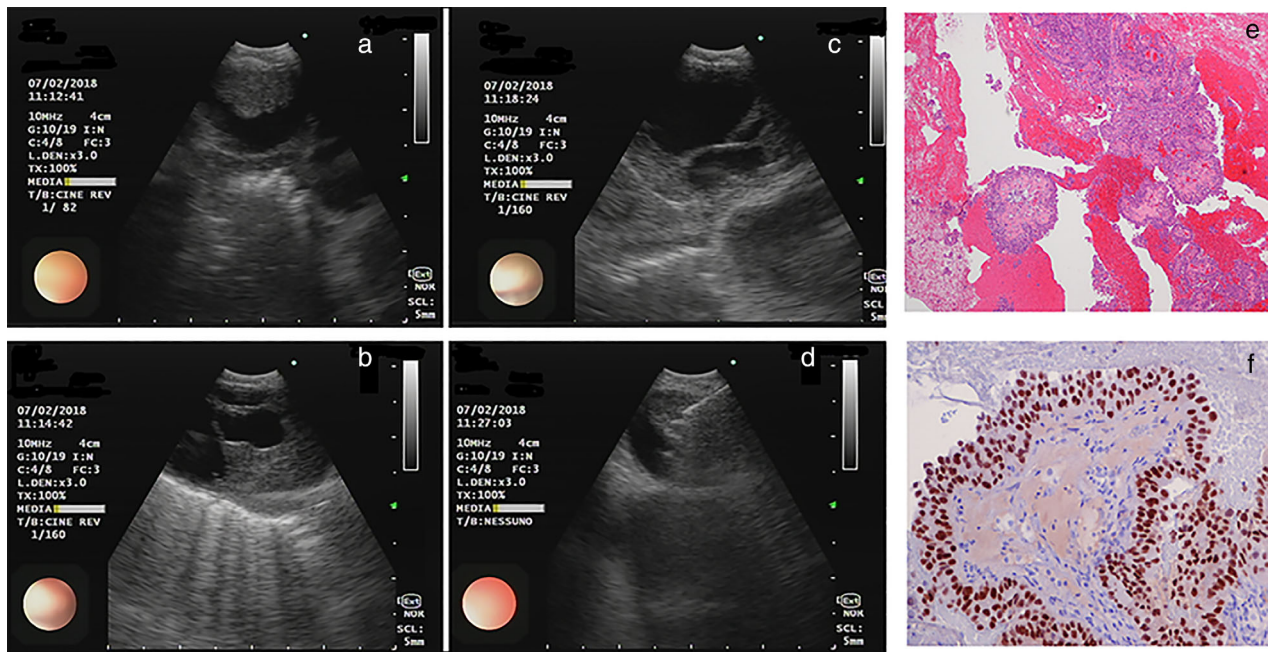 a
07/02/2018
11:12:41
10MHz 4cm
G:10/19 I:N
C:4/8 FC:3
L.DEN:x3.0
TX:100%
MEDIA
T/B:CINE REV
1/ 82
Ext
NOR
SCL:
5mm
c
07/02/2018
11:18:24
10MHz 4cm
G:10/19 I:N
C:4/8 FC:3
L.DEN:x3.0
TX:100%
MEDIA
T/B:CINE REV
1/160
Ext
NOR
SCL:
5mm
e
b
07/02/2018
11:14:42
10MHz 4cm
G:10/19 I:N
C:4/8 FC:3
L.DEN:x3.0
TX:100%
MEDIA
T/B:CINE REV
1/160
Ext
NOR
SCL:
5mm
d
07/02/2018
11:27:03
10MHz 4cm
G:10/19 I:N
C:4/8 FC:3
L.DEN:x3.0
TX:100%
MEDIA
T/B:NESSUNO
Ext
NOR
SCL:
5mm
f